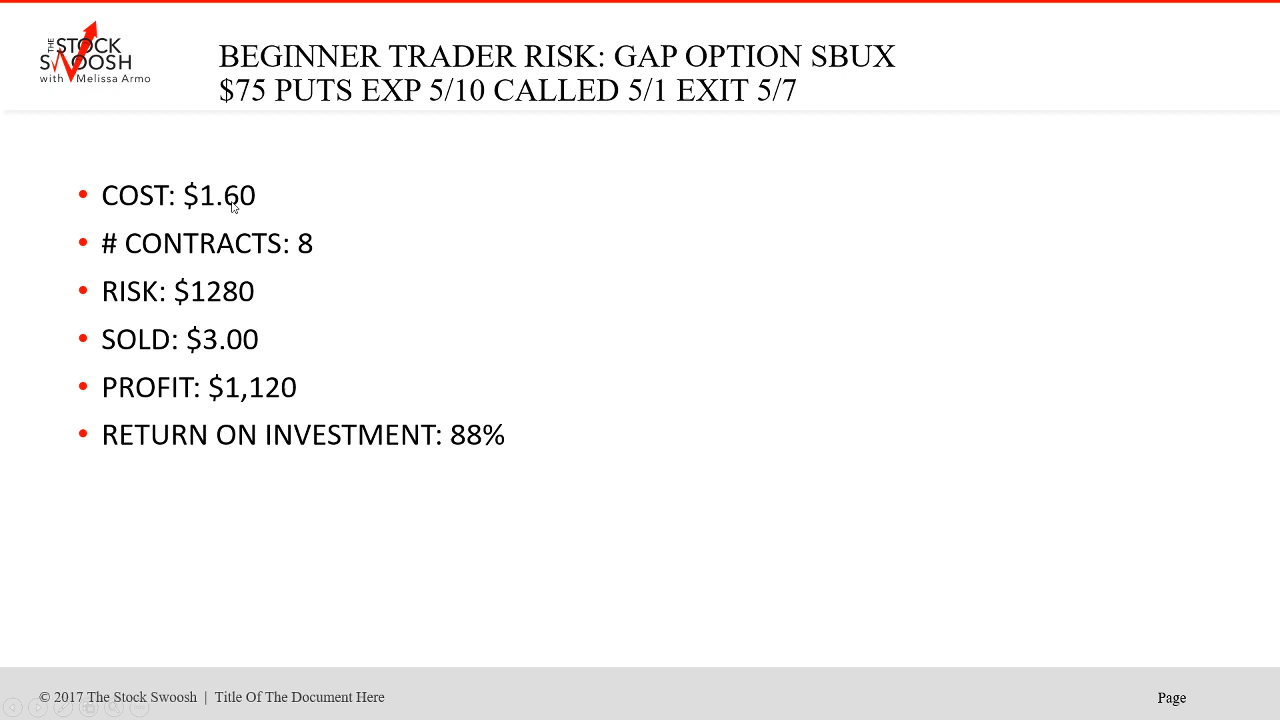 THE
STOCK
SWOOSH
with Melissa Armo
BEGINNER TRADER RISK: GAP OPTION SBUX
$75 PUTS EXP 5/10 CALLED 5/1 EXIT 5/7
• COST: $1.60
• # CONTRACTS: 8
• RISK: $1280
• SOLD: $3.00
• PROFIT: $1,120
• RETURN ON INVESTMENT: 88%
© 2017 The Stock Swoosh | Title Of The Document Here
Page